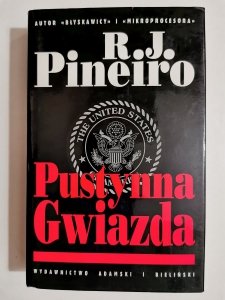 AUTOR «BŁYSKAWICY» I «MIKROPROCESORA»
R.J.
Pineiro
THE UNITED STATES
Pustynna
Gwiazda
WYDAWNICTWO ADAMSKI I BIELIŃSKI